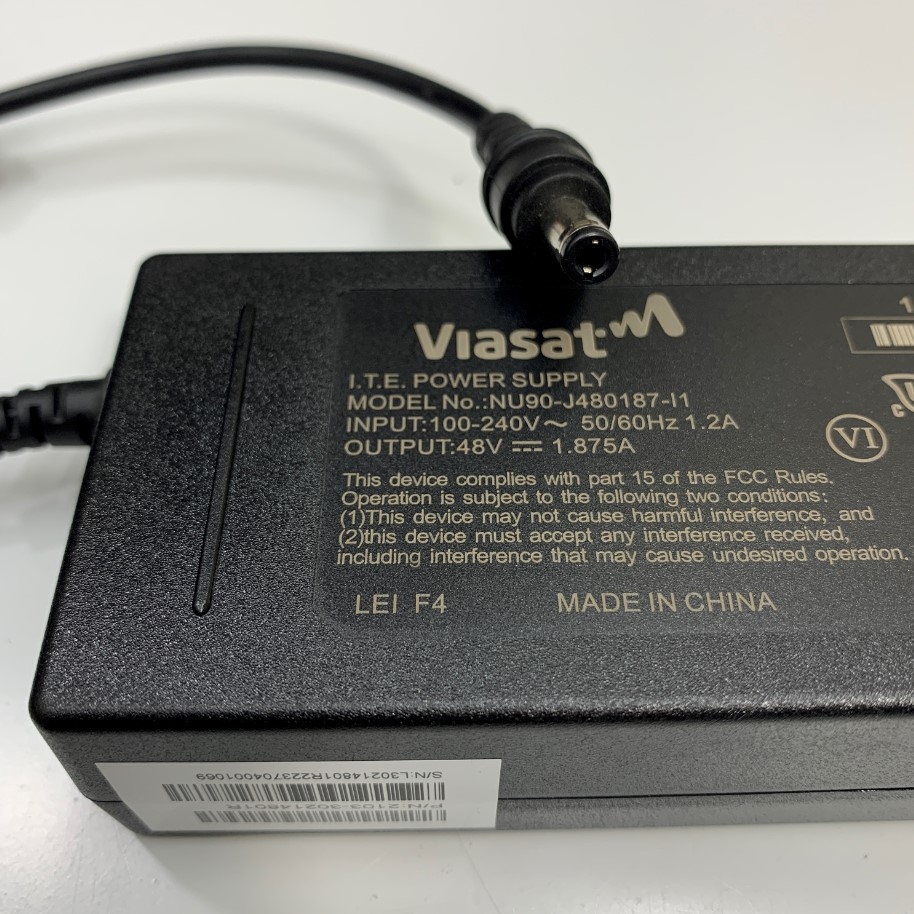 Viasat
I.T.E. POWER SUPPLY
MODEL No.:NU90-J480187-I1
INPUT:100-240V~ 50/60Hz 1.2A
OUTPUT:48V⎓ 1.875A
VI
This device complies with part 15 of the FCC Rules.
Operation is subject to the following two conditions:
(1)This device may not cause harmful interference, and
(2)this device must accept any interference received,
including interference that may cause undesired operation.
LEI F4 MADE IN CHINA
P/N:2103-30214801R
S/N:L30214801R2237040001069